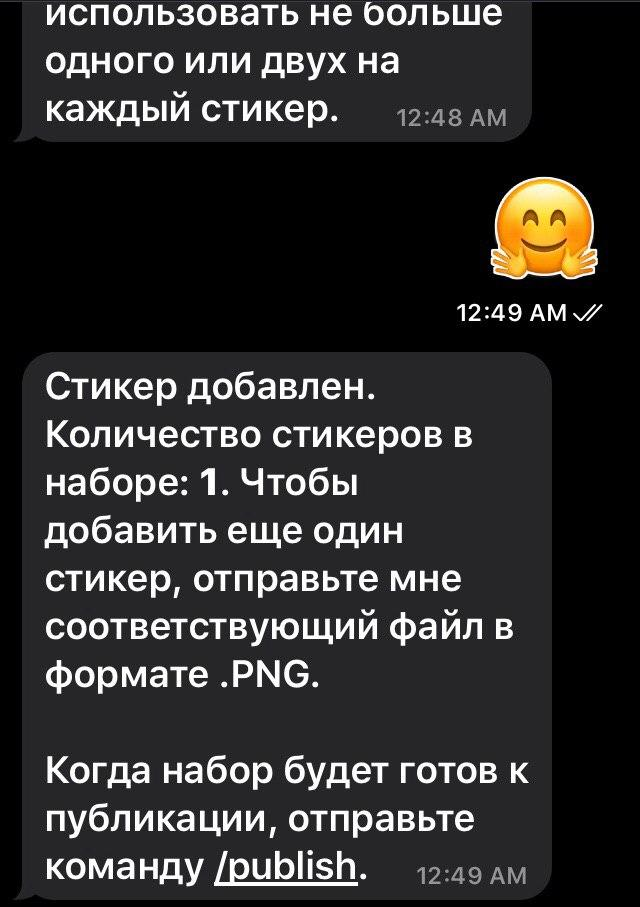 использовать не больше
одного или двух на
каждый стикер.
12:48 AM
12:49 AM
Стикер добавлен.
Количество стикеров в
наборе: 1. Чтобы
добавить еще один
стикер, отправьте мне
соответствующий файл в
формате .PNG.
Когда набор будет готов к
публикации, отправьте
команду /publish.
12:49 AM